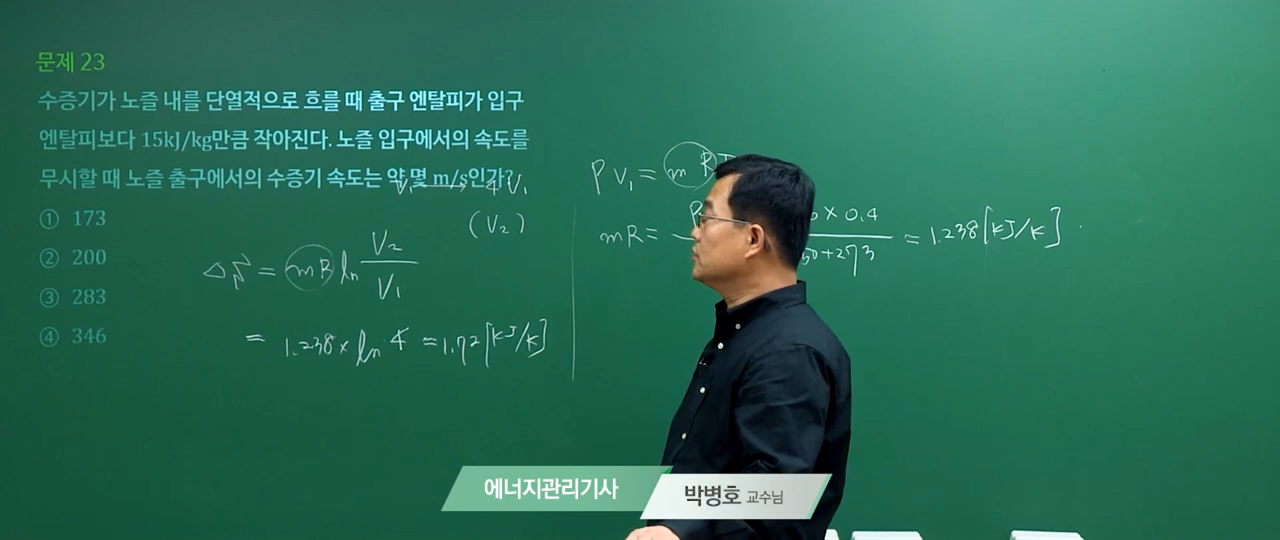 문제 23
수증기가 노즐 내를 단열적으로 흐를 때 출구 엔탈피가 입구
엔탈피보다 15kJ/kg만큼 작아진다. 노즐 입구에서의 속도를
무시할 때 노즐 출구에서의 수증기 속도는 약 몇 m/s인가?
① 173
② 200
③ 283
④ 346
V₁ → 4V₁
(V₂)
= mR ln V₂/V₁
= 1.238 × ln 4 ≒ 1.72 [kJ/K]
P V₁ = m R
mR =
× 0.4
+273
= 1.238 [kJ/K]
에너지관리기사
박병호 교수님